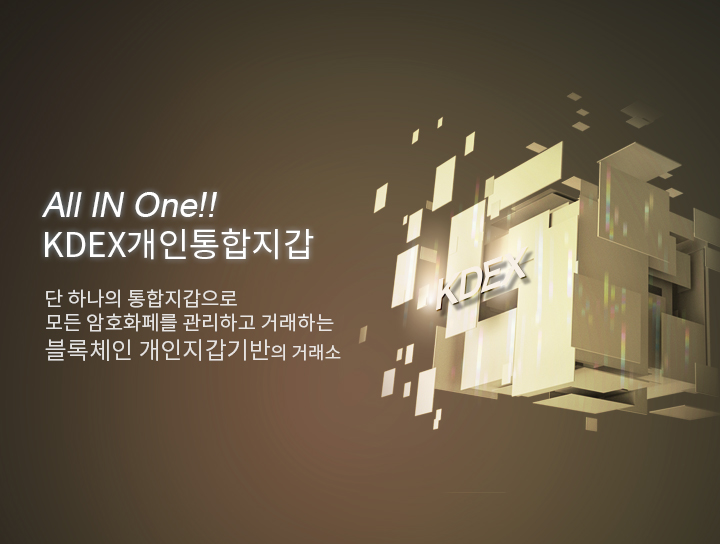 All IN One!!
KDEX개인통합지갑
단 하나의 통합지갑으로
모든 암호화폐를 관리하고 거래하는
블록체인 개인지갑기반의 거래소
KDEX